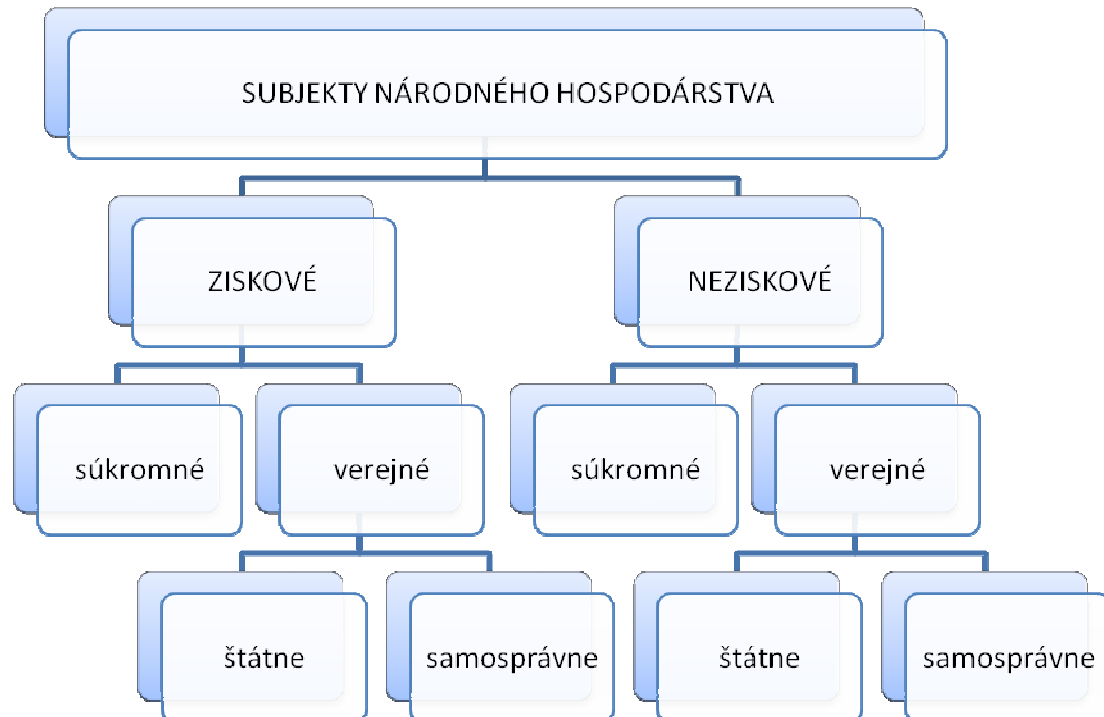 SUBJEKTY NÁRODNÉHO HOSPODÁRSTVA
ZISKOVÉ
NEZISKOVÉ
súkromné
verejné
súkromné
verejné
štátne
samosprávne
štátne
samosprávne